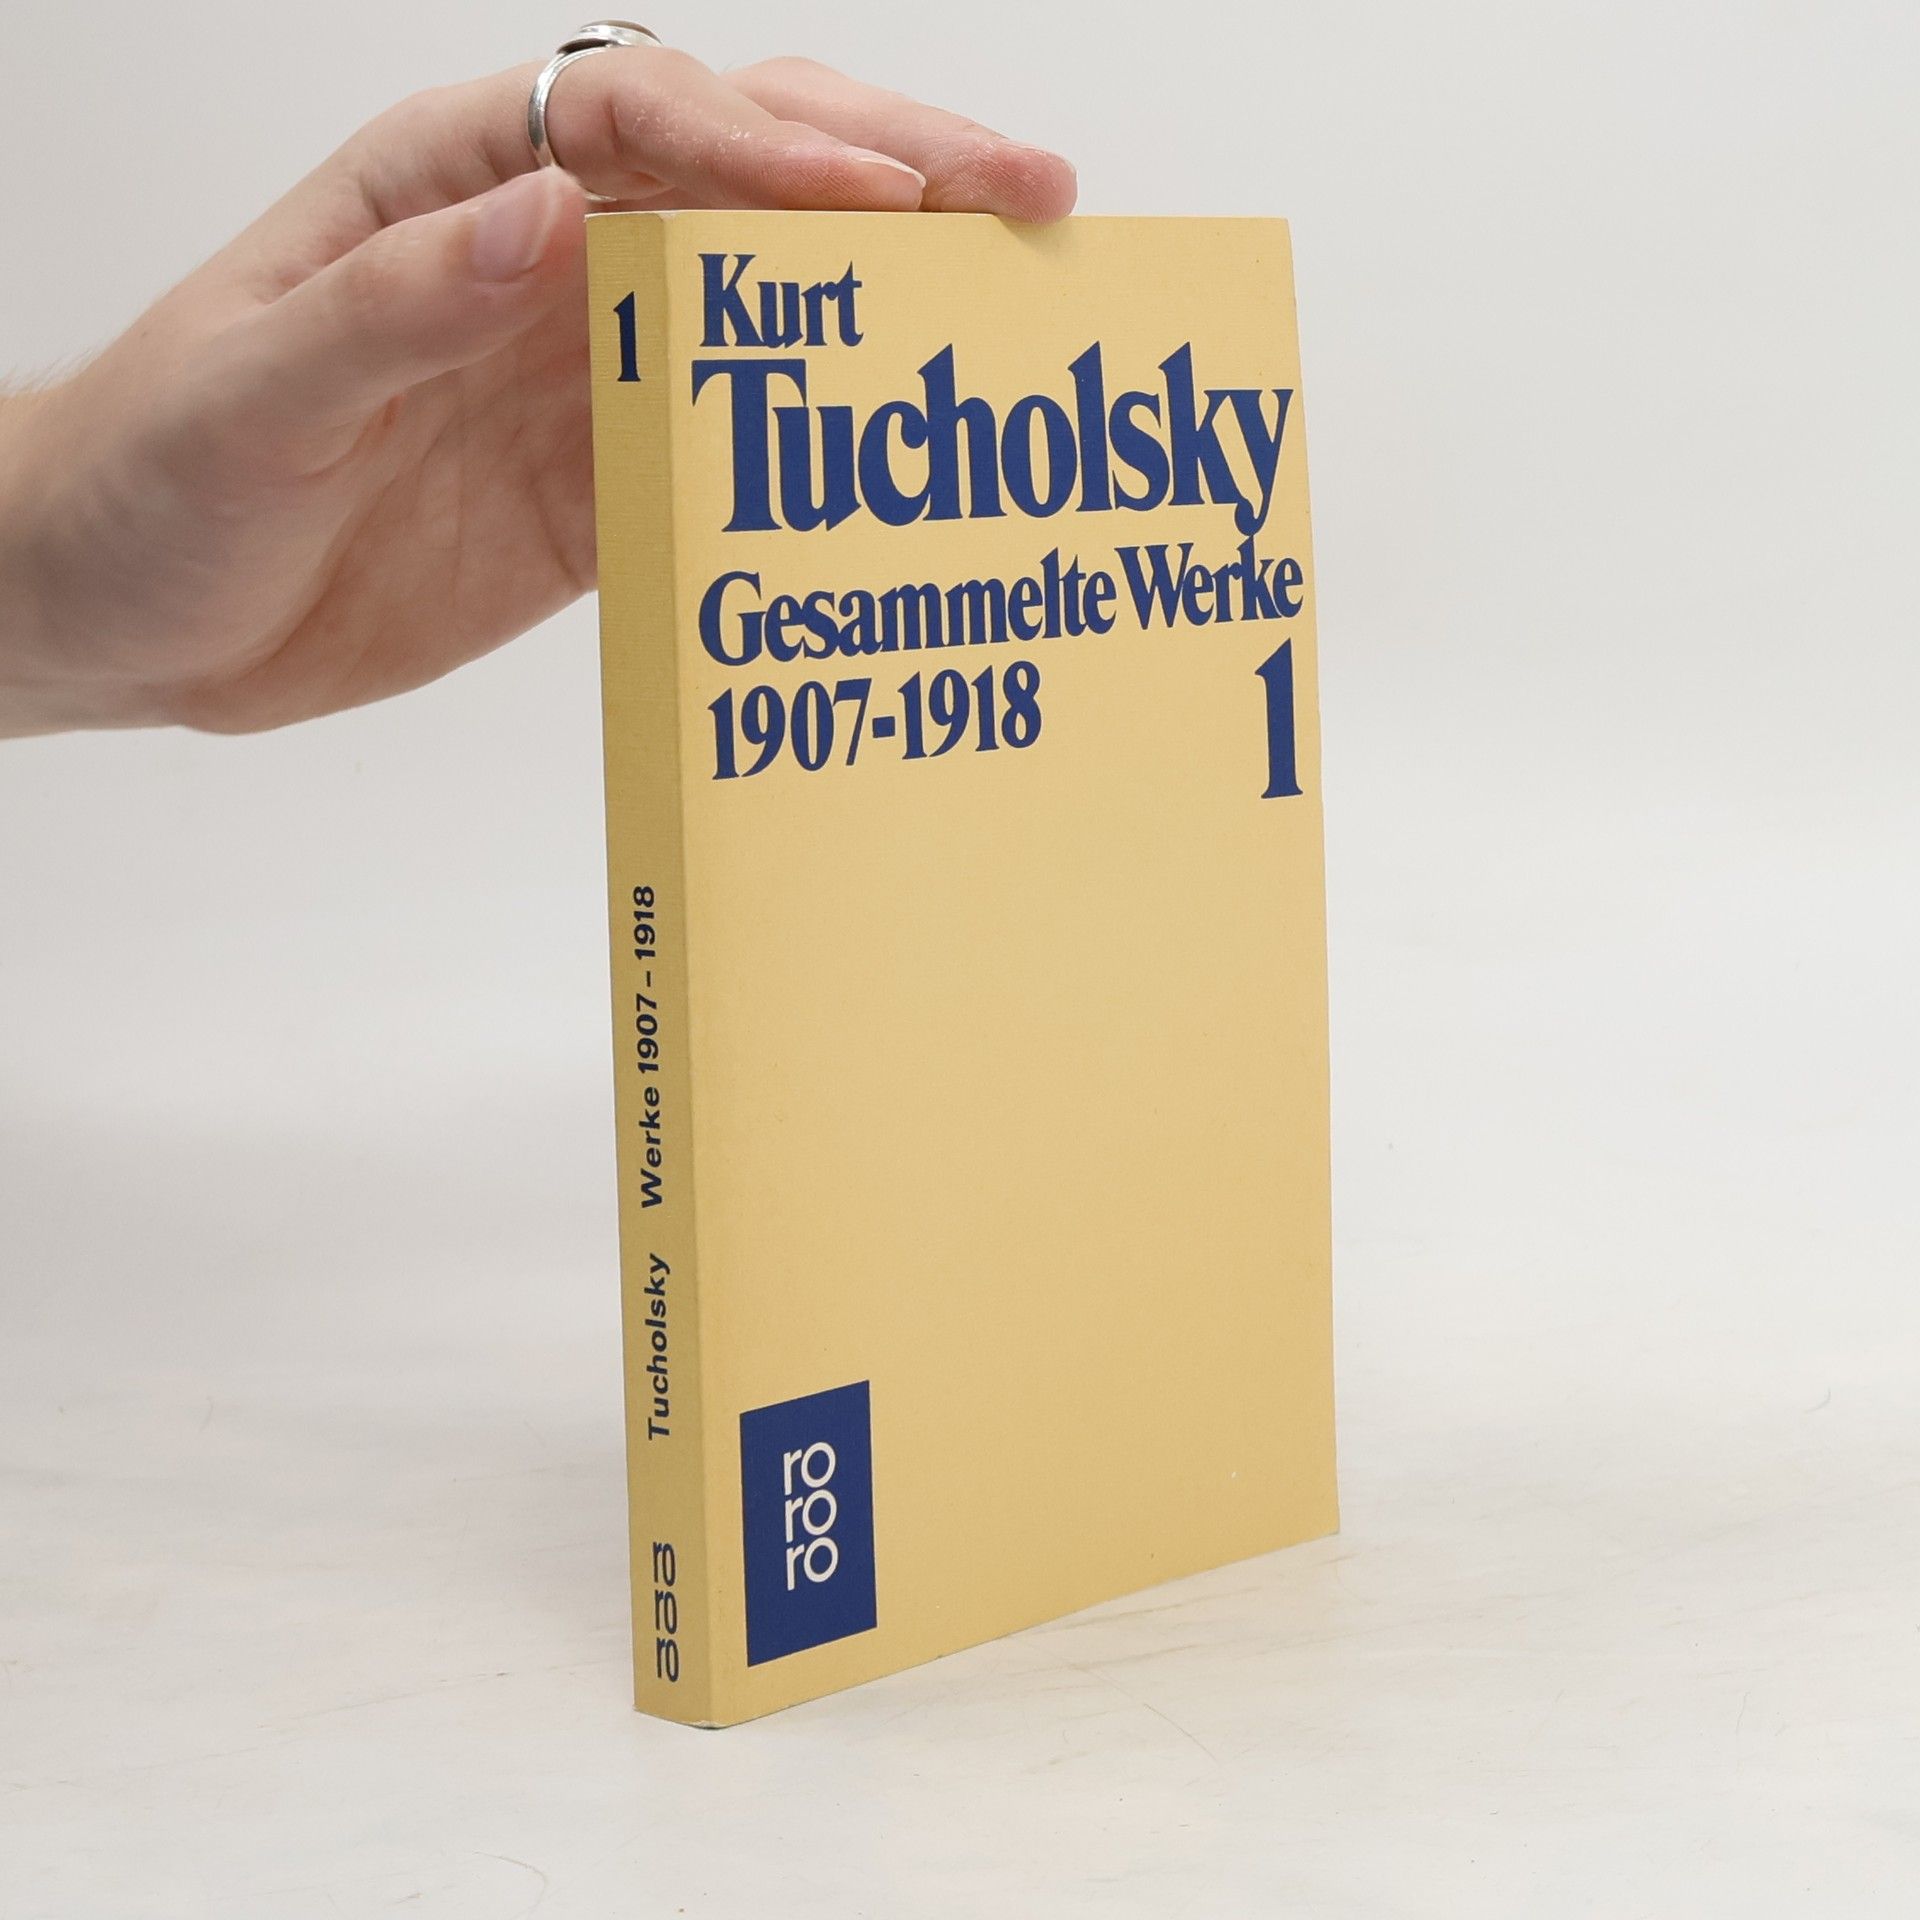 Kurt
Tucholsky
Gesammelte Werke
1907-1918 1
ro
ro
ro
1
Tucholsky Werke 1907-1918
ro
ro
ro